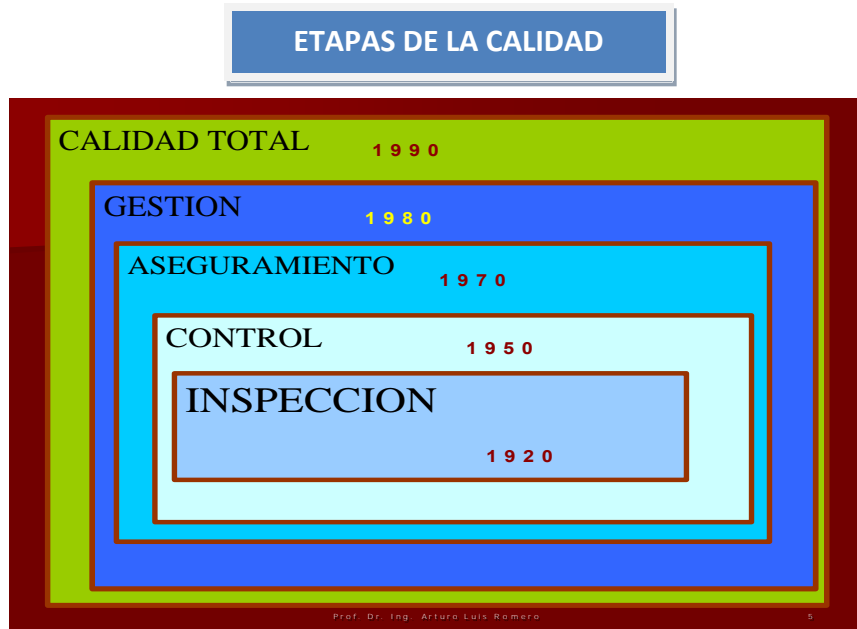 ETAPAS DE LA CALIDAD
CALIDAD TOTAL 1990
GESTION 1980
ASEGURAMIENTO 1970
CONTROL 1950
INSPECCION
1920
Prof. Dr. Ing. Arturo Luis Romero 5